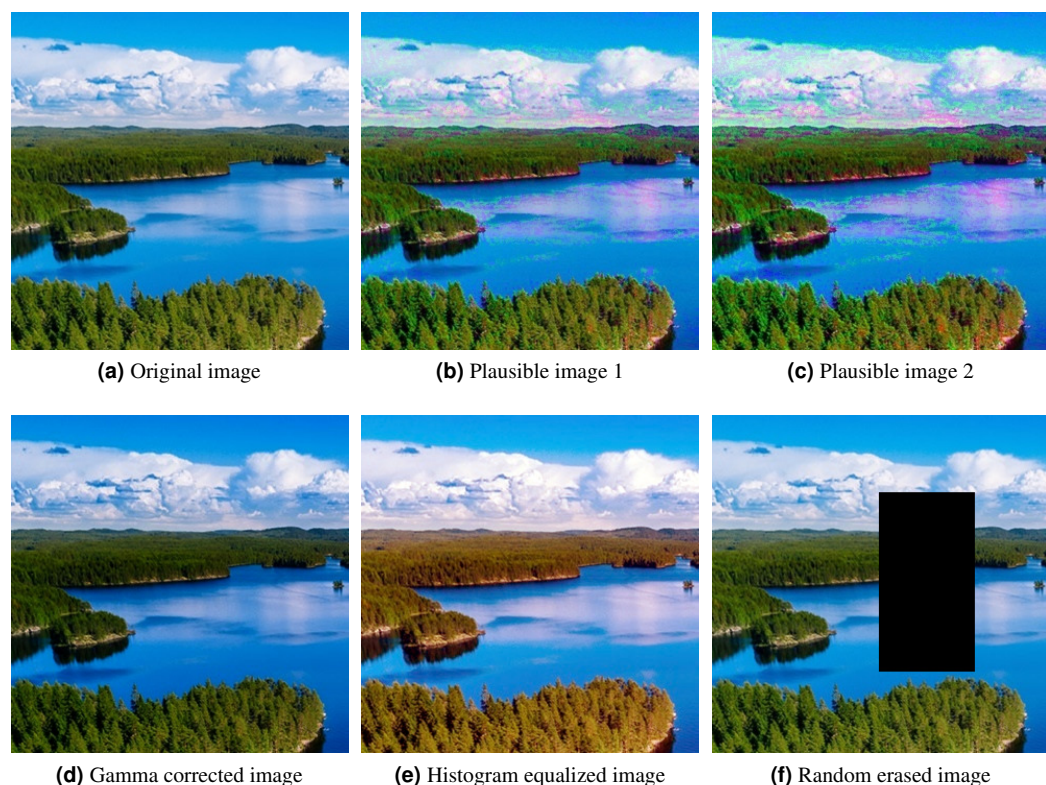 (a) Original image
(b) Plausible image 1
(c) Plausible image 2
(d) Gamma corrected image
(e) Histogram equalized image
(f) Random erased image